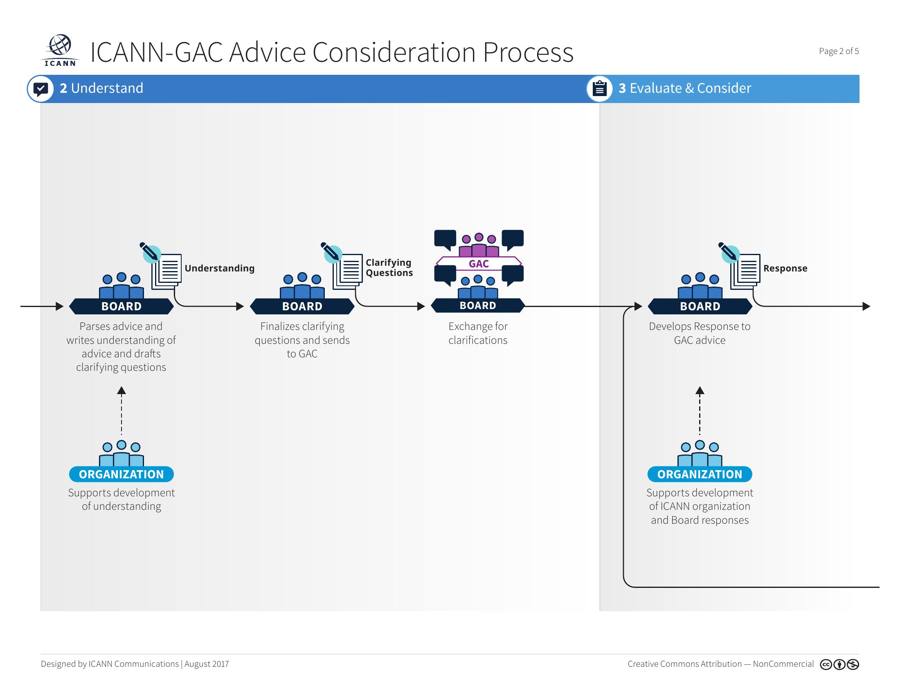 ICANN
ICANN-GAC Advice Consideration Process
Page 2 of 5
2 Understand
3 Evaluate & Consider
Understanding
BOARD
Parses advice and
writes understanding of
advice and drafts
clarifying questions
ORGANIZATION
Supports development
of understanding
Clarifying
Questions
BOARD
Finalizes clarifying
questions and sends
to GAC
GAC
BOARD
Exchange for
clarifications
Response
BOARD
Develops Response to
GAC advice
ORGANIZATION
Supports development
of ICANN organization
and Board responses
Designed by ICANN Communications | August 2017
Creative Commons Attribution — NonCommercial